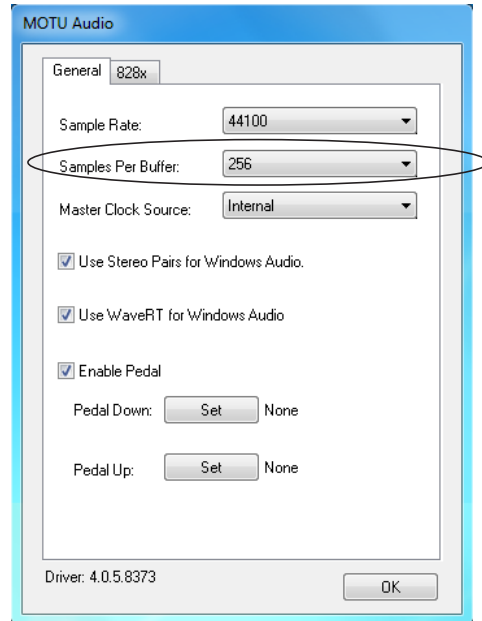 MOTU Audio
General 828x
Sample Rate: 44100
Samples Per Buffer: 256
Master Clock Source: Internal
Use Stereo Pairs for Windows Audio.
Use WaveRT for Windows Audio
Enable Pedal
Pedal Down: Set None
Pedal Up: Set None
Driver: 4.0.5.8373 OK